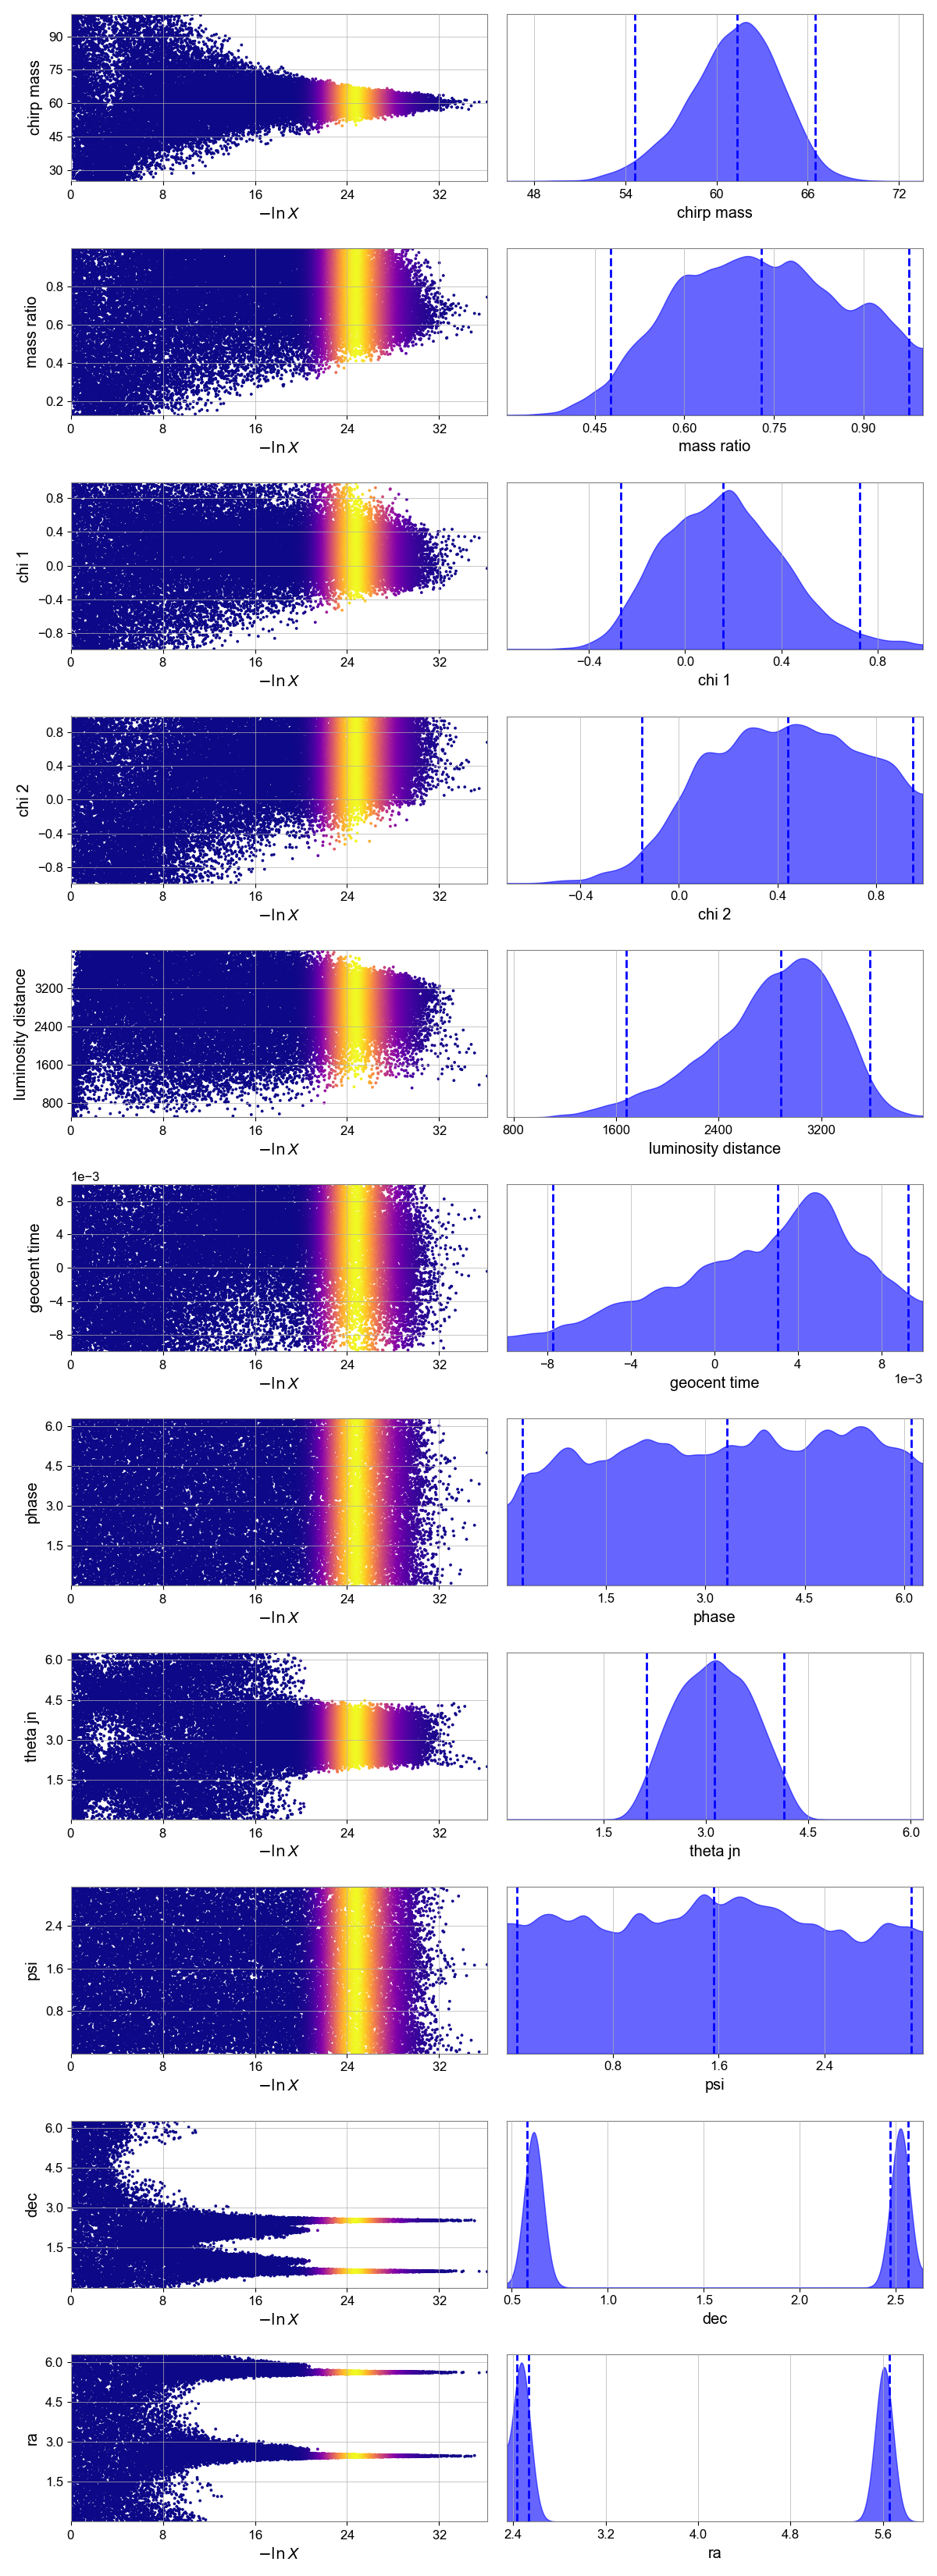 90
75
60
45
30
chirp mass
0 8 16 24 32
−ln X
48 54 60 66 72
chirp mass
0.8
0.6
0.4
0.2
mass ratio
0 8 16 24 32
−ln X
0.45 0.60 0.75 0.90
mass ratio
0.8
0.4
0.0
−0.4
−0.8
chi 1
0 8 16 24 32
−ln X
−0.4 0.0 0.4 0.8
chi 1
0.8
0.4
0.0
−0.4
−0.8
chi 2
0 8 16 24 32
−ln X
−0.4 0.0 0.4 0.8
chi 2
3200
2400
1600
800
luminosity distance
0 8 16 24 32
−ln X
800 1600 2400 3200
luminosity distance
1e−3
8
4
0
−4
−8
geocent time
0 8 16 24 32
−ln X
−8 −4 0 4 8
1e−3
geocent time
6.0
4.5
3.0
1.5
phase
0 8 16 24 32
−ln X
1.5 3.0 4.5 6.0
phase
6.0
4.5
3.0
1.5
theta jn
0 8 16 24 32
−ln X
1.5 3.0 4.5 6.0
theta jn
2.4
1.6
0.8
psi
0 8 16 24 32
−ln X
0.8 1.6 2.4
psi
6.0
4.5
3.0
1.5
dec
0 8 16 24 32
−ln X
0.5 1.0 1.5 2.0 2.5
dec
6.0
4.5
3.0
1.5
ra
0 8 16 24 32
−ln X
2.4 3.2 4.0 4.8 5.6
ra